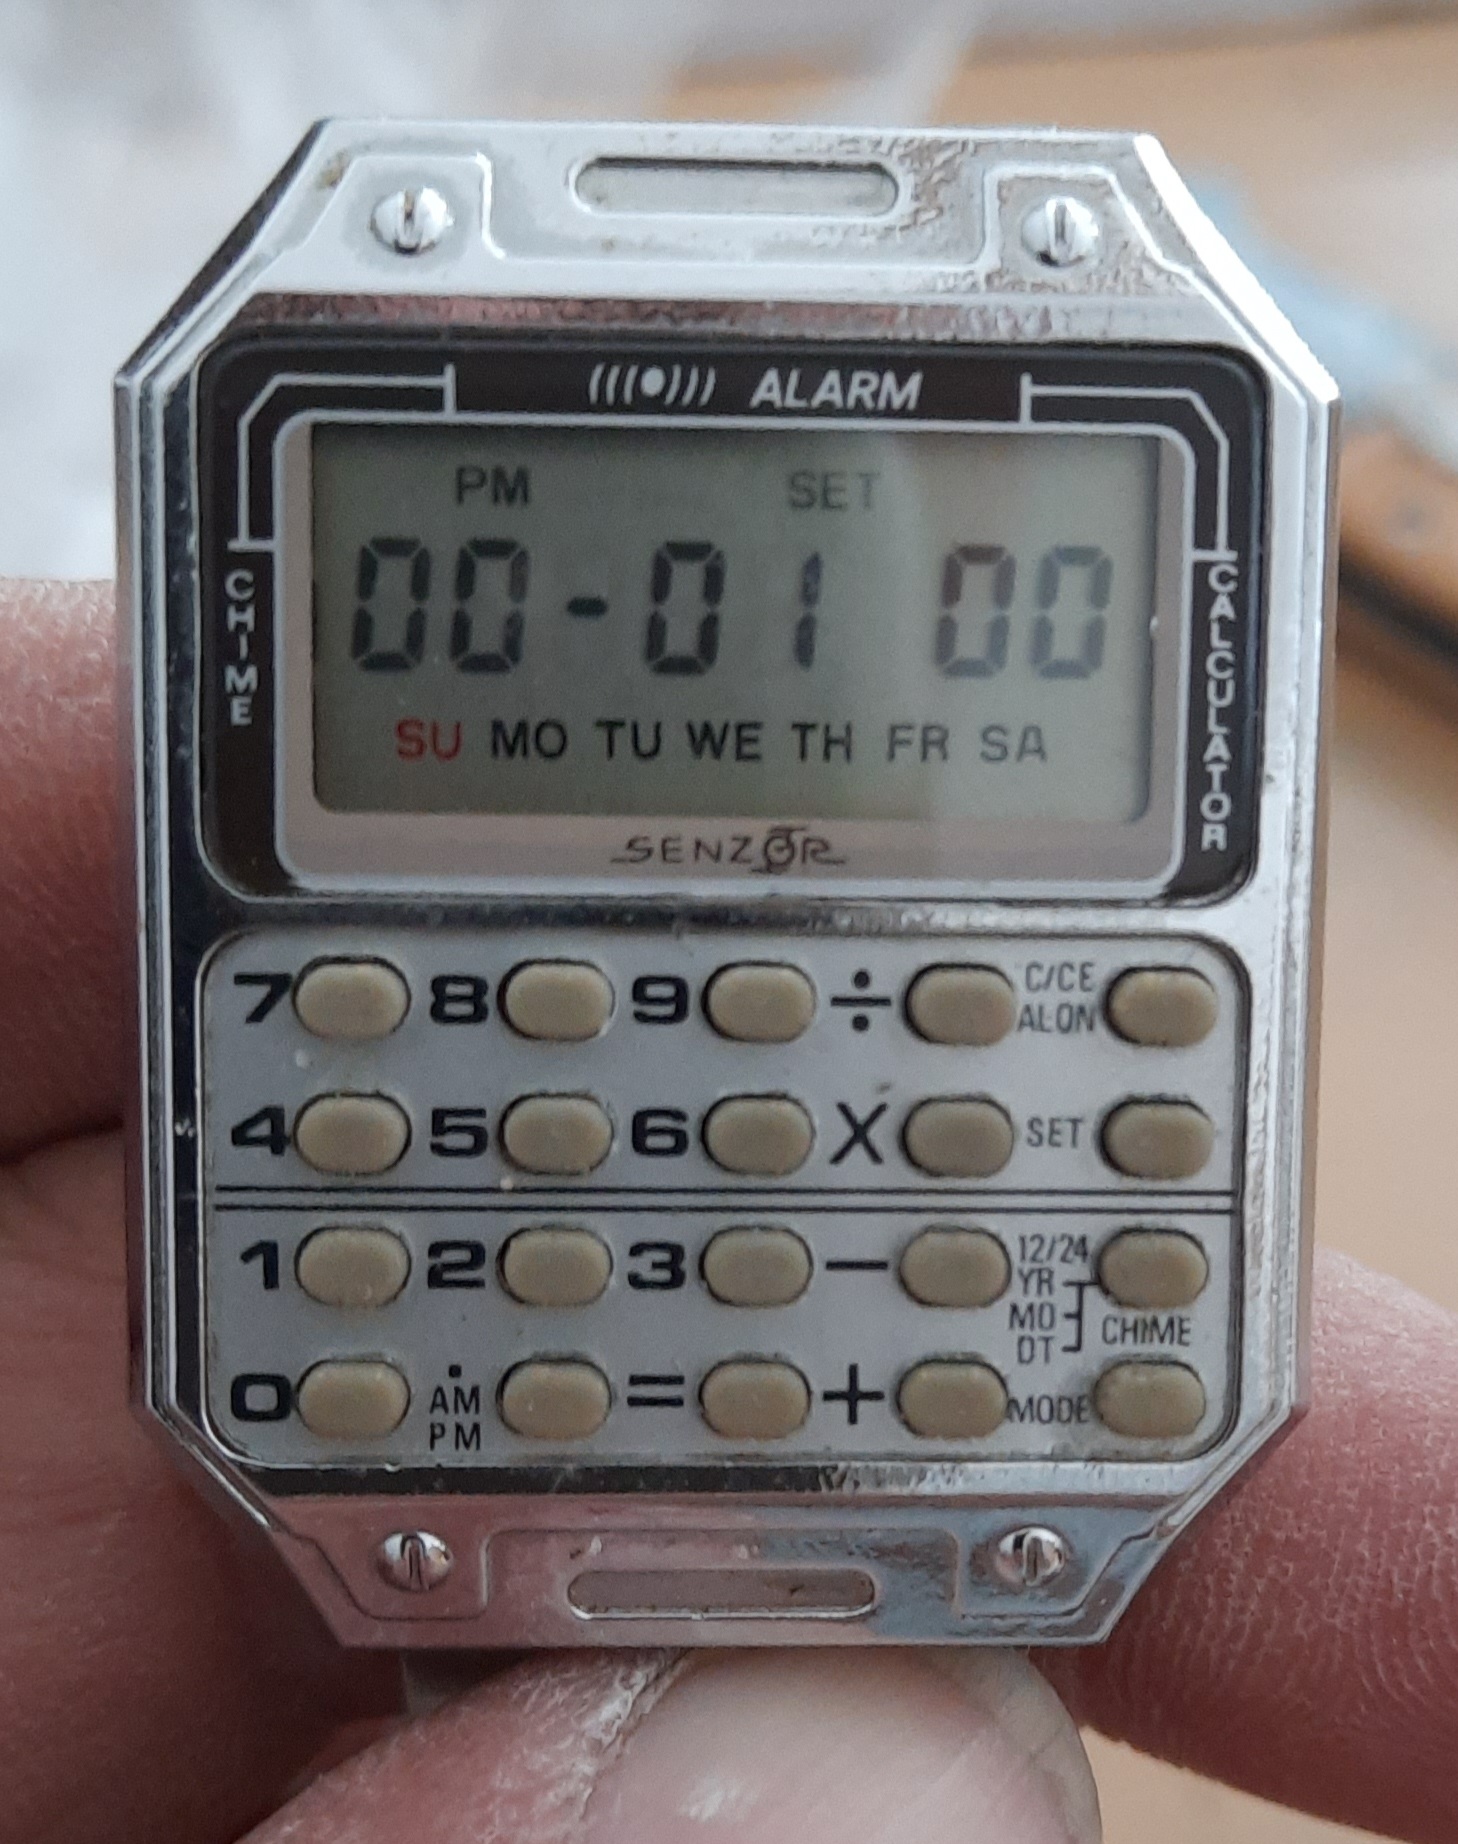 (((•))) ALARM
CHIME
CALCULATOR
PM SET
00-01 00
SU MO TU WE TH FR SA
SENZOR
7 8 9 ÷ C/CE
ALON
4 5 6 X SET
1 2 3 — 12/24
YR
MO
DT
CHIME
0 . = + MODE
AM
PM